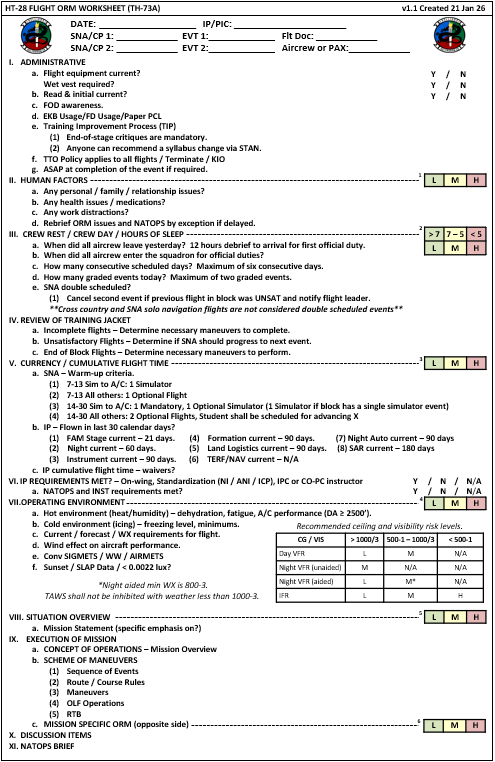 HT-28 FLIGHT ORM WORKSHEET (TH-73A) v1.1 Created 21 Jan 26
DATE: IP/PIC:
SNA/CP 1: EVT 1: Flt Doc:
SNA/CP 2: EVT 2: Aircrew or PAX:
I. ADMINISTRATIVE
a. Flight equipment current? Y / N
Wet vest required? Y / N
b. Read & initial current? Y / N
c. FOD awareness.
d. EKB Usage/FD Usage/Paper PCL
e. Training Improvement Process (TIP)
(1) End-of-stage critiques are mandatory.
(2) Anyone can recommend a syllabus change via STAN.
f. TTO Policy applies to all flights / Terminate / KIO
g. ASAP at completion of the event if required.
II. HUMAN FACTORS 1 L M H
a. Any personal / family / relationship issues?
b. Any health issues / medications?
c. Any work distractions?
d. Rebrief ORM issues and NATOPS by exception if delayed.
III. CREW REST / CREW DAY / HOURS OF SLEEP 2 > 7 7 – 5 < 5
a. When did all aircrew leave yesterday? 12 hours debrief to arrival for first official duty. L M H
b. When did all aircrew enter the squadron for official duties?
c. How many consecutive scheduled days? Maximum of six consecutive days.
d. How many graded events today? Maximum of two graded events.
e. SNA double scheduled?
(1) Cancel second event if previous flight in block was UNSAT and notify flight leader.
**Cross country and SNA solo navigation flights are not considered double scheduled events**
IV. REVIEW OF TRAINING JACKET
a. Incomplete flights – Determine necessary maneuvers to complete.
b. Unsatisfactory Flights – Determine if SNA should progress to next event.
c. End of Block Flights – Determine necessary maneuvers to perform.
V. CURRENCY / CUMULATIVE FLIGHT TIME 3 L M H
a. SNA – Warm-up criteria.
(1) 7-13 Sim to A/C: 1 Simulator
(2) 7-13 All others: 1 Optional Flight
(3) 14-30 Sim to A/C: 1 Mandatory, 1 Optional Simulator (1 Simulator if block has a single simulator event)
(4) 14-30 All others: 2 Optional Flights, Student shall be scheduled for advancing X
b. IP – Flown in last 30 calendar days?
(1) FAM Stage current – 21 days. (4) Formation current – 90 days. (7) Night Auto current – 90 days
(2) Night current – 60 days. (5) Land Logistics current – 90 days. (8) SAR current – 180 days
(3) Instrument current – 90 days. (6) TERF/NAV current – N/A
c. IP cumulative flight time – waivers?
VI. IP REQUIREMENTS MET? – On-wing, Standardization (NI / ANI / ICP), IPC or C-PC instructor Y / N / N/A
a. NATOPS and INST requirements met? Y / N / N/A
VII. OPERATING ENVIRONMENT 4 L M H
a. Hot environment (heat/humidity) – dehydration, fatigue, A/C performance (DA ≥ 2500').
b. Cold environment (icing) – freezing level, minimums.
c. Current / forecast / WX requirements for flight.
d. Wind effect on aircraft performance.
e. Conv SIGMETS / WW / AIRMETS
f. Sunset / SLAP Data / < 0.0022 lux?
*Night aided min WX is 800-3.
TAWS shall not be inhibited with weather less than 1000-3.
Recommended ceiling and visibility risk levels.
CG / VIS > 1000/3 500-1 – 1000/3 < 500-1
Day VFR L M N/A
Night VFR (unaided) M N/A N/A
Night VFR (aided) L M* N/A
IFR L M H
VIII. SITUATION OVERVIEW 5 L M H
a. Mission Statement (specific emphasis on?)
IX. EXECUTION OF MISSION
a. CONCEPT OF OPERATIONS – Mission Overview
b. SCHEME OF MANEUVERS
(1) Sequence of Events
(2) Route / Course Rules
(3) Maneuvers
(4) OLF Operations
(5) RTB
c. MISSION SPECIFIC ORM (opposite side) 6 L M H
X. DISCUSSION ITEMS
XI. NATOPS BRIEF